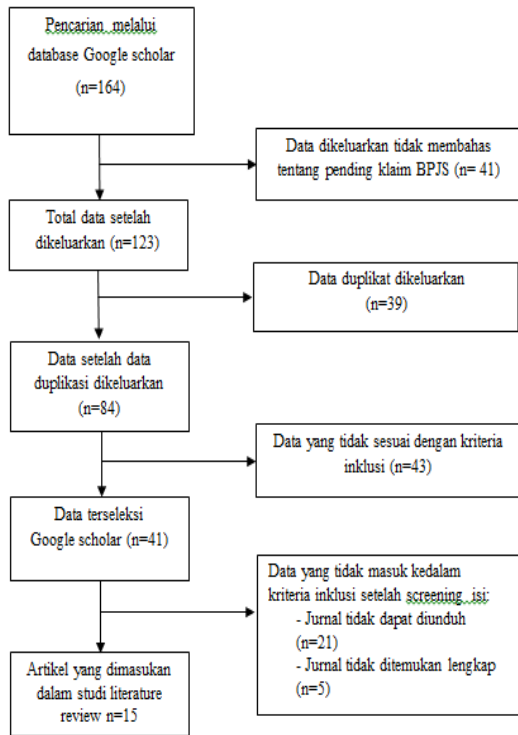 Pencarian melalui
database Google scholar
(n=164)
Data dikeluarkan tidak membahas
tentang pending klaim BPJS (n= 41)
Total data setelah
dikeluarkan (n=123)
Data duplikat dikeluarkan
(n=39)
Data setelah data
duplikasi dikeluarkan
(n=84)
Data yang tidak sesuai dengan kriteria
inklusi (n=43)
Data terseleksi
Google scholar (n=41)
Data yang tidak masuk kedalam
kriteria inklusi setelah screening isi:
- Jurnal tidak dapat diunduh
(n=21)
- Jurnal tidak ditemukan lengkap
(n=5)
Artikel yang dimasukan
dalam studi literature
review n=15